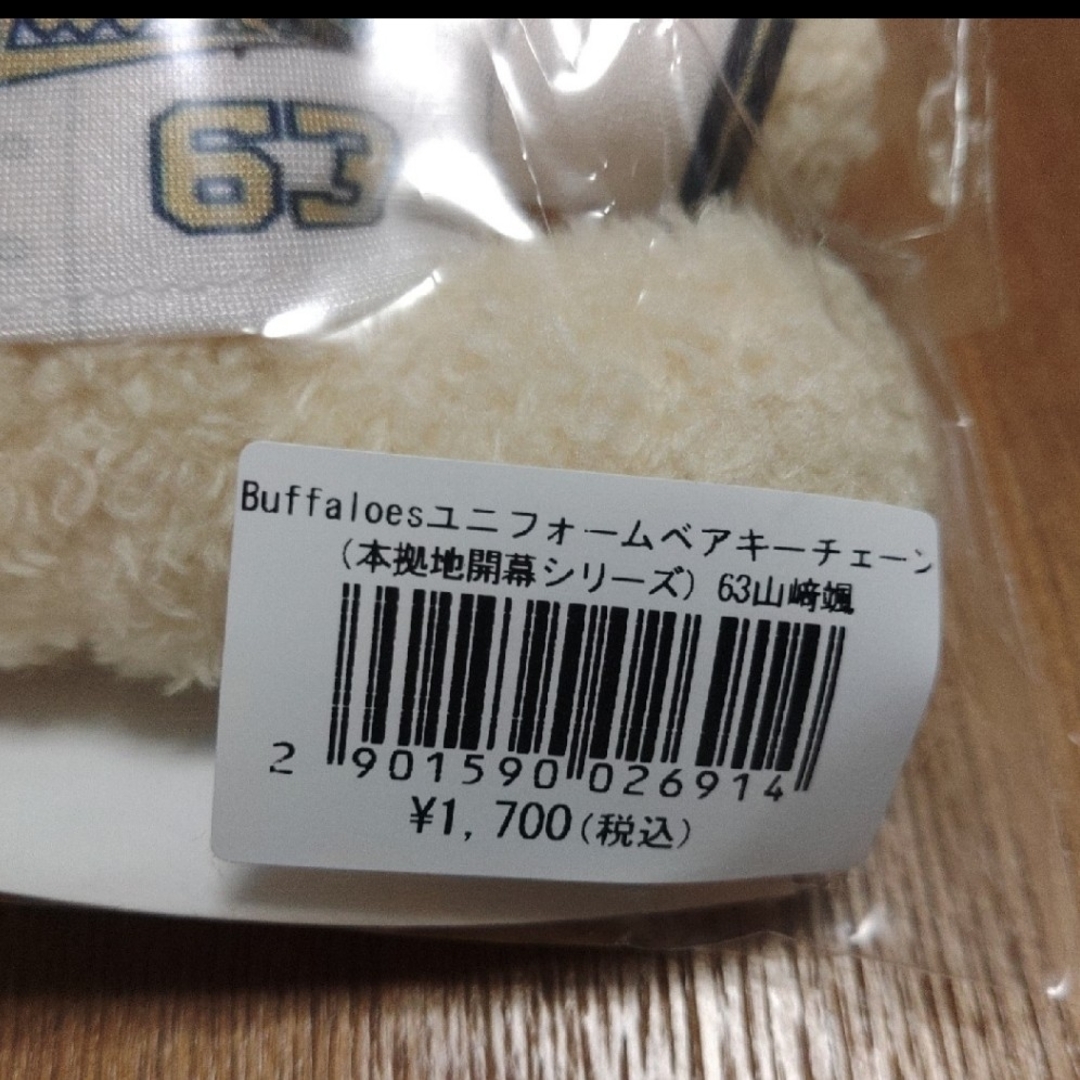 63
Buffaloesユニフォームベアキーチェーン
(本拠地開幕シリーズ) 63山﨑颯
2 901590 026914
¥1,700(税込)